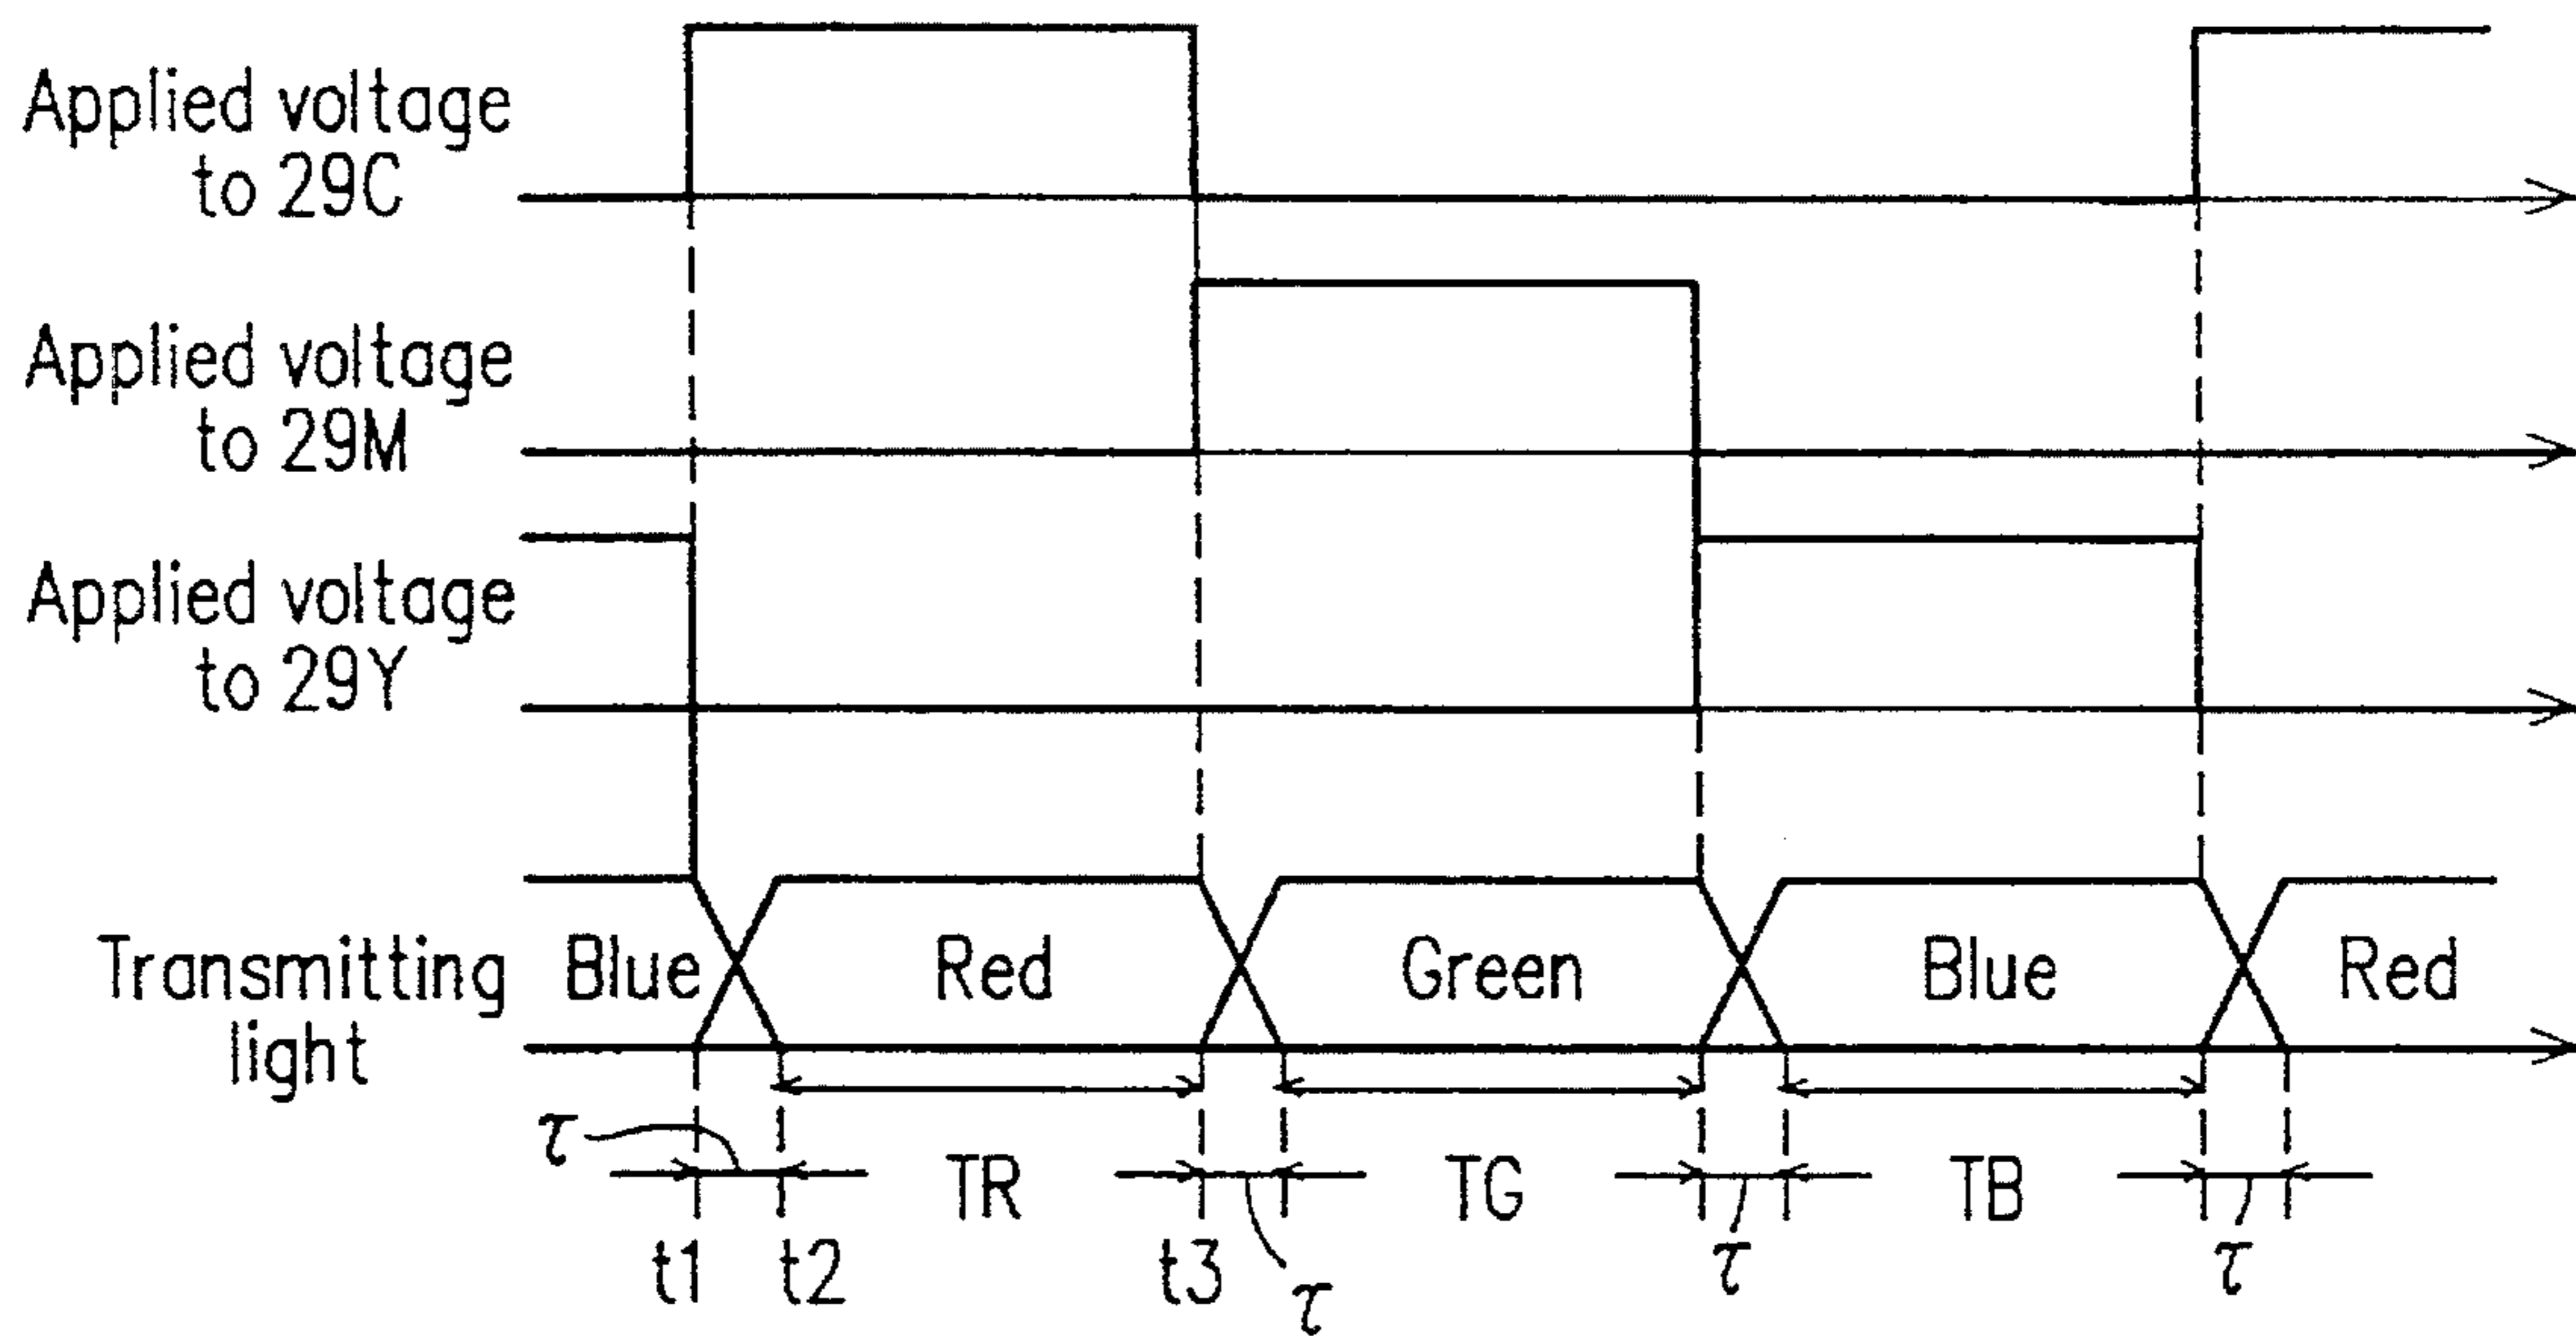 Applied voltage
to 29C
Applied voltage
to 29M
Applied voltage
to 29Y
Transmitting
light
Blue
Red
Green
Blue
Red
τ
TR
TG
TB
t1
t2
t3
τ
τ
τ